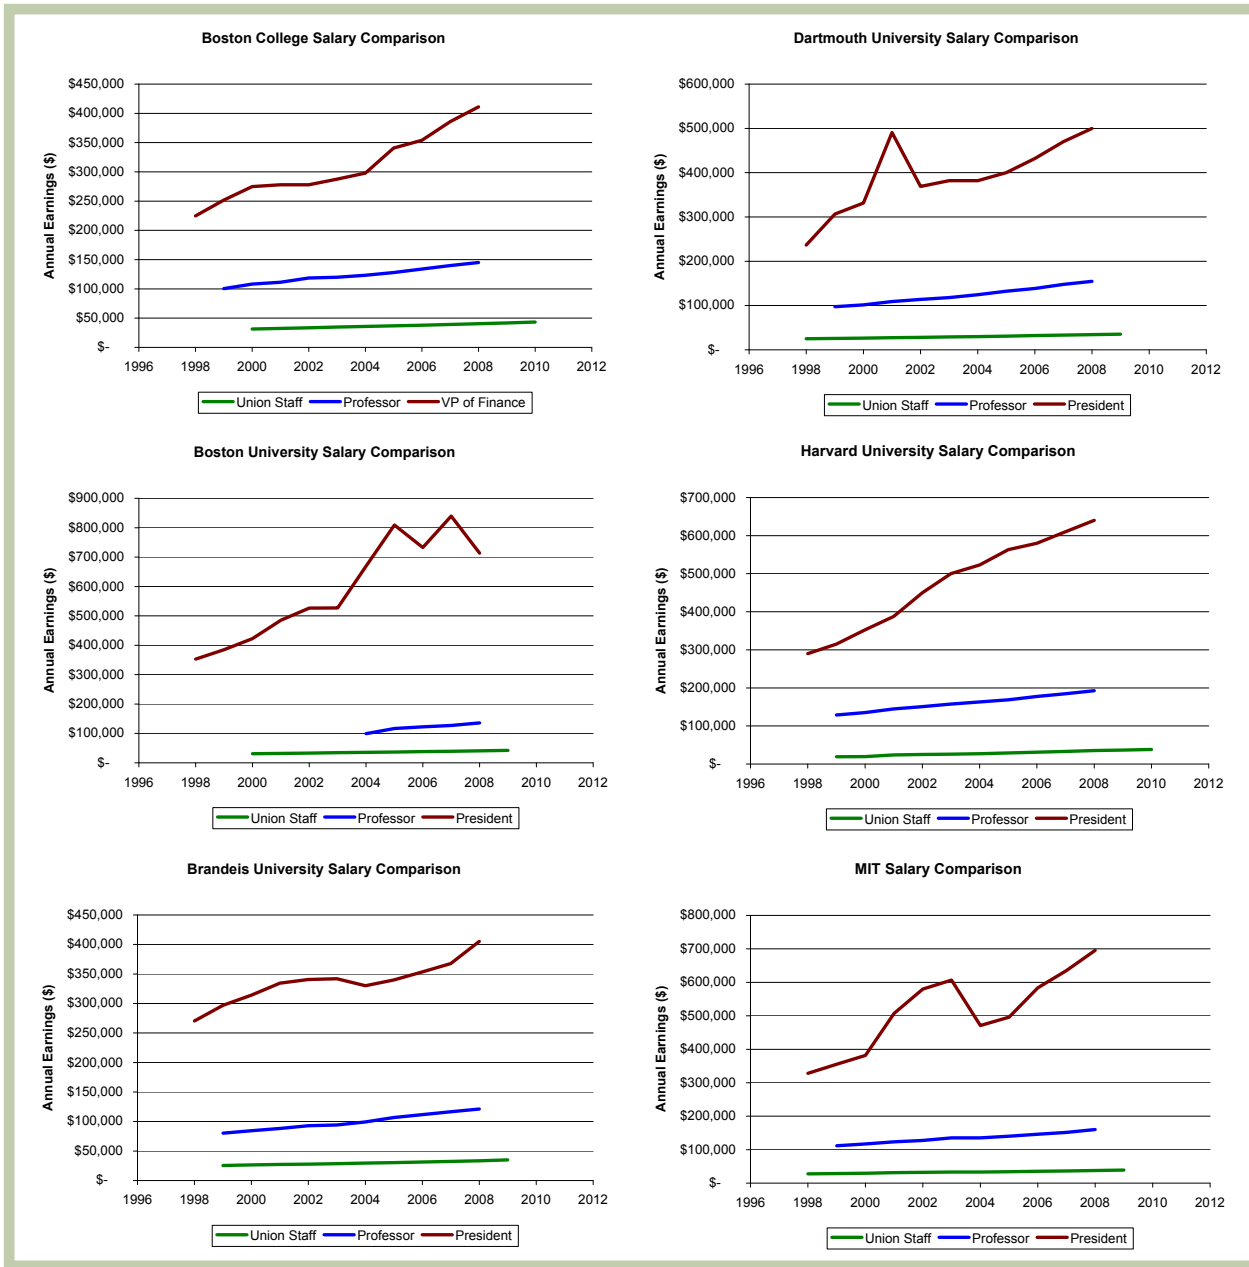 Boston College Salary Comparison
Annual Earnings ($)
$450,000
$400,000
$350,000
$300,000
$250,000
$200,000
$150,000
$100,000
$50,000
$-
1996 1998 2000 2002 2004 2006 2008 2010 2012
Union Staff Professor VP of Finance
Dartmouth University Salary Comparison
Annual Earnings ($)
$600,000
$500,000
$400,000
$300,000
$200,000
$100,000
$-
1996 1998 2000 2002 2004 2006 2008 2010 2012
Union Staff Professor President
Boston University Salary Comparison
Annual Earnings ($)
$900,000
$800,000
$700,000
$600,000
$500,000
$400,000
$300,000
$200,000
$100,000
$-
1996 1998 2000 2002 2004 2006 2008 2010 2012
Union Staff Professor President
Harvard University Salary Comparison
Annual Earnings ($)
$700,000
$600,000
$500,000
$400,000
$300,000
$200,000
$100,000
$-
1996 1998 2000 2002 2004 2006 2008 2010 2012
Union Staff Professor President
Brandeis University Salary Comparison
Annual Earnings ($)
$450,000
$400,000
$350,000
$300,000
$250,000
$200,000
$150,000
$100,000
$50,000
$-
1996 1998 2000 2002 2004 2006 2008 2010 2012
Union Staff Professor President
MIT Salary Comparison
Annual Earnings ($)
$800,000
$700,000
$600,000
$500,000
$400,000
$300,000
$200,000
$100,000
$-
1996 1998 2000 2002 2004 2006 2008 2010 2012
Union Staff Professor President